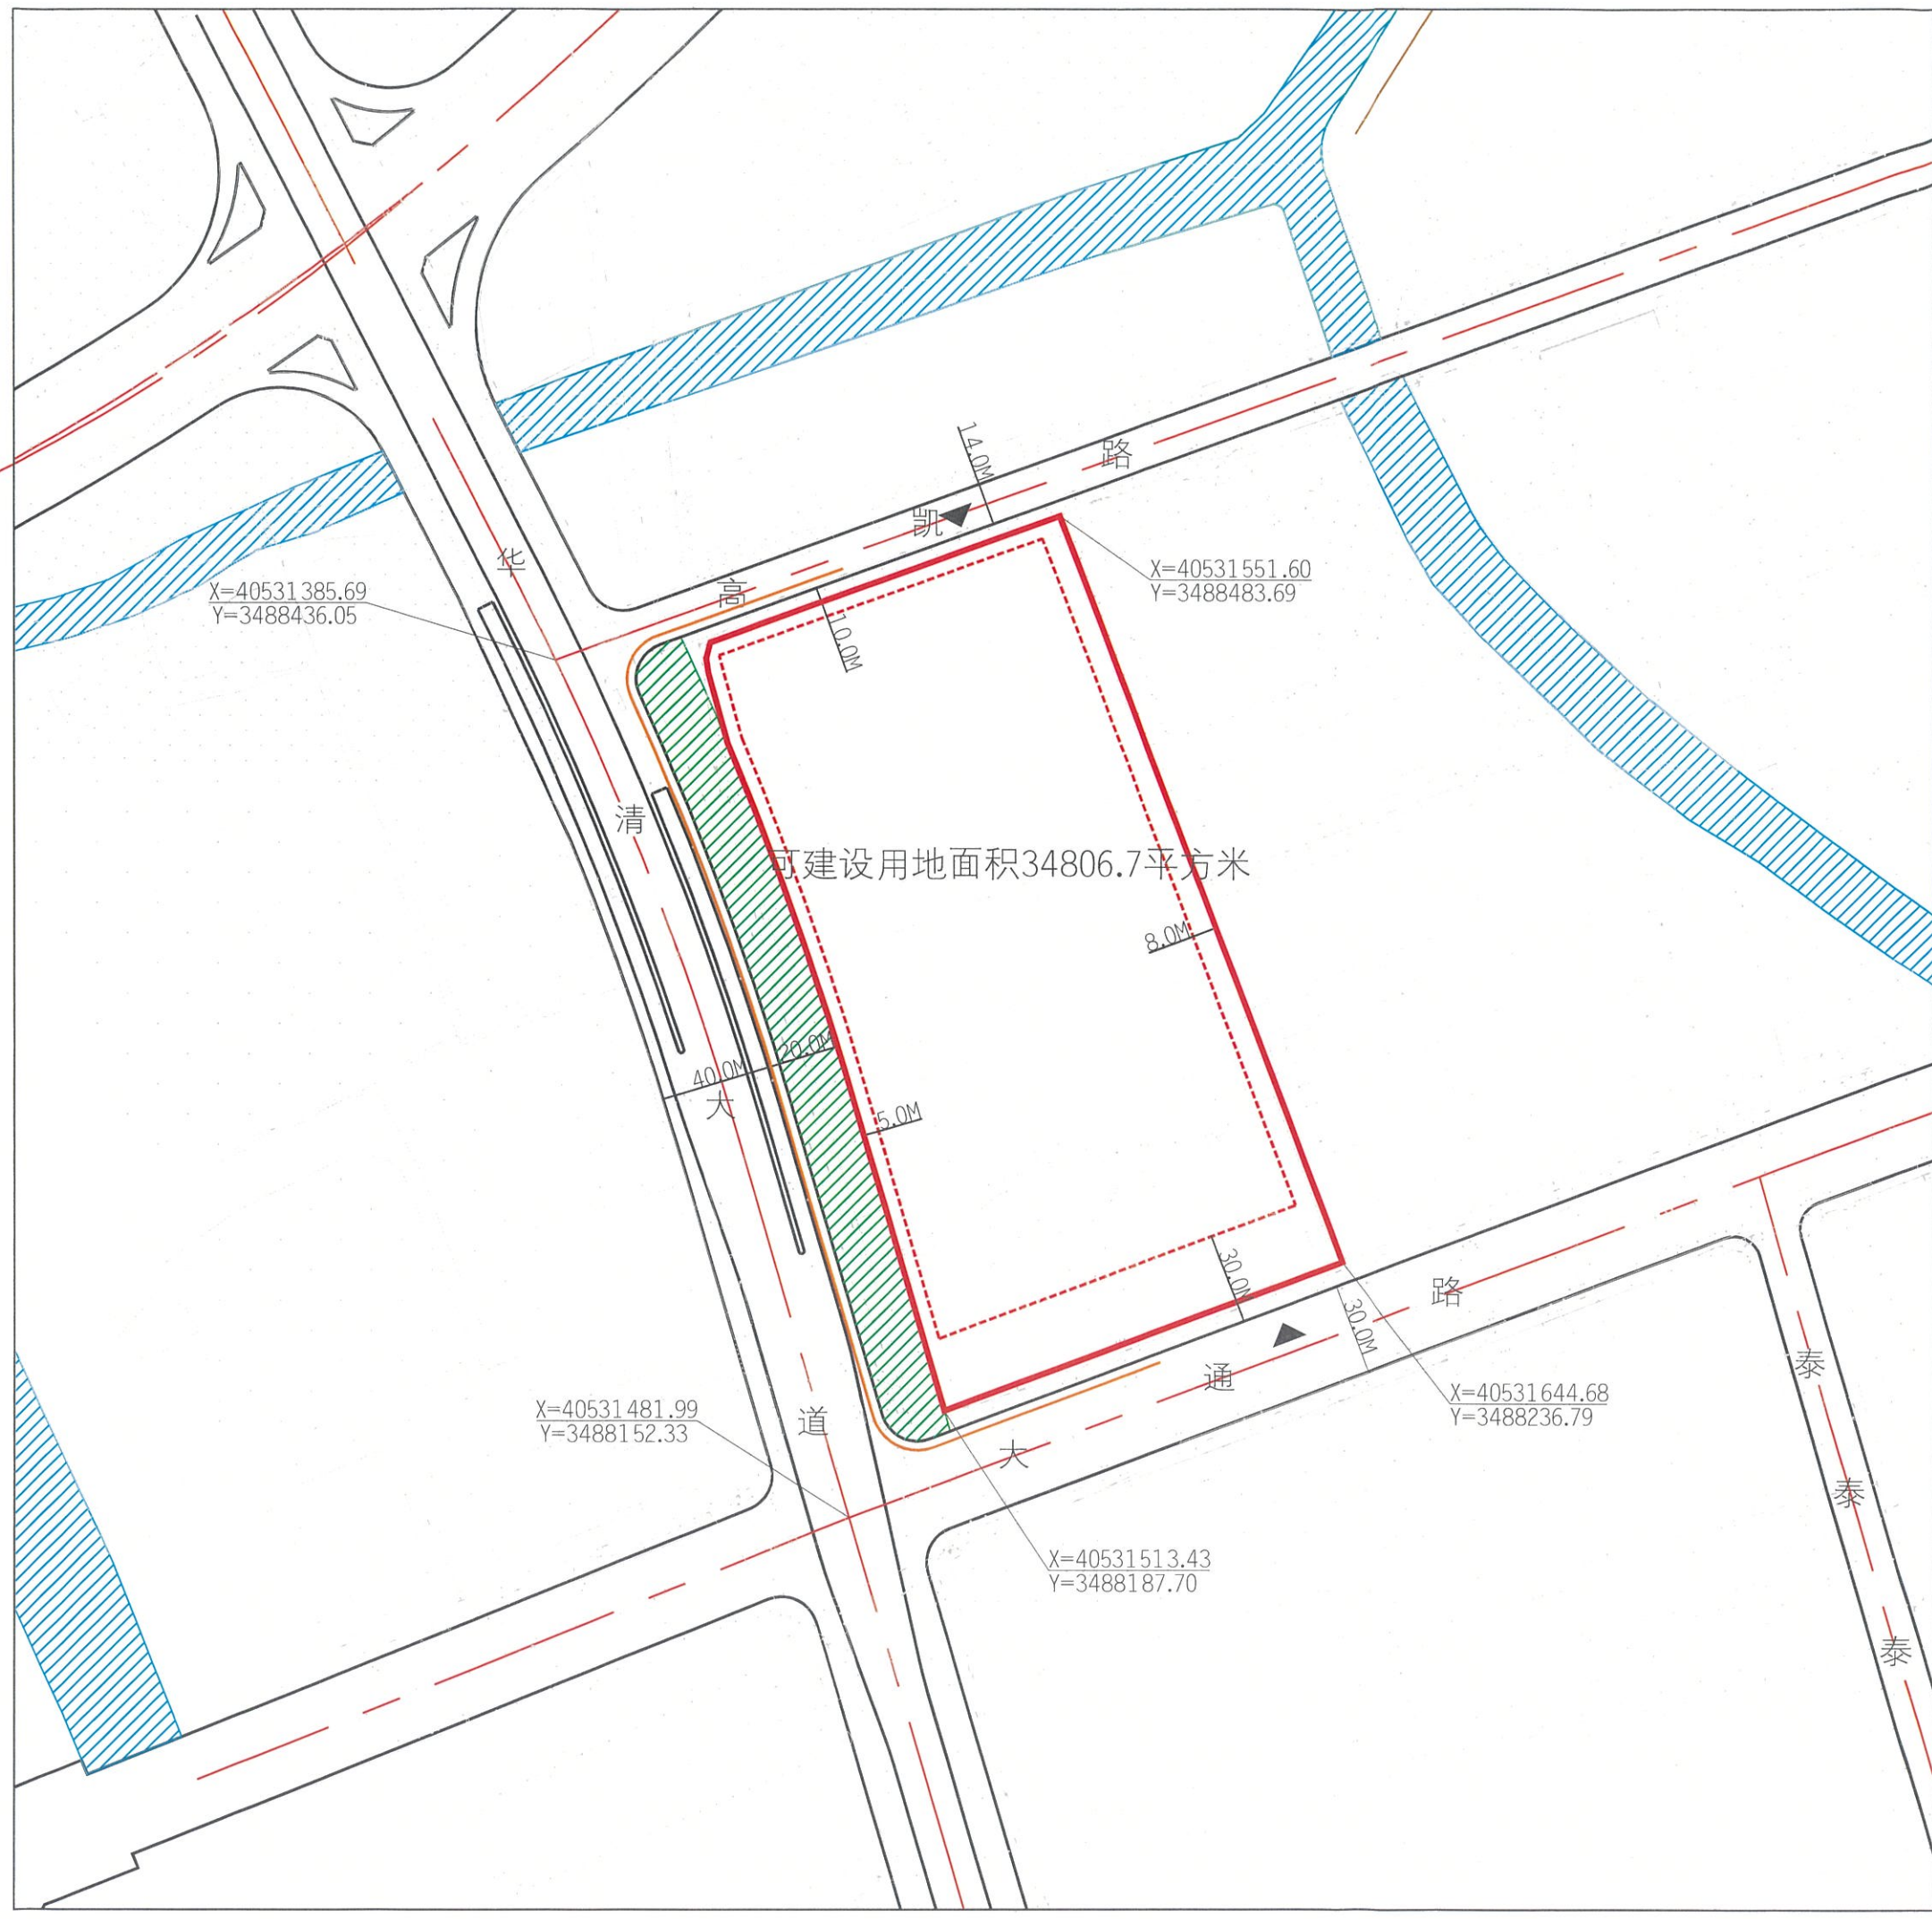 14.0M
路
凯
高
华
X=40531385.69
Y=3488436.05
X=40531551.60
Y=3488483.69
10.0M
清
可建设用地面积34806.7平方米
8.0M
20.0M
40.0M
大
5.0M
30.0M
30.0M
路
通
大
道
X=40531481.99
Y=3488152.33
X=40531644.68
Y=3488236.79
X=40531513.43
Y=3488187.70
泰
泰
泰